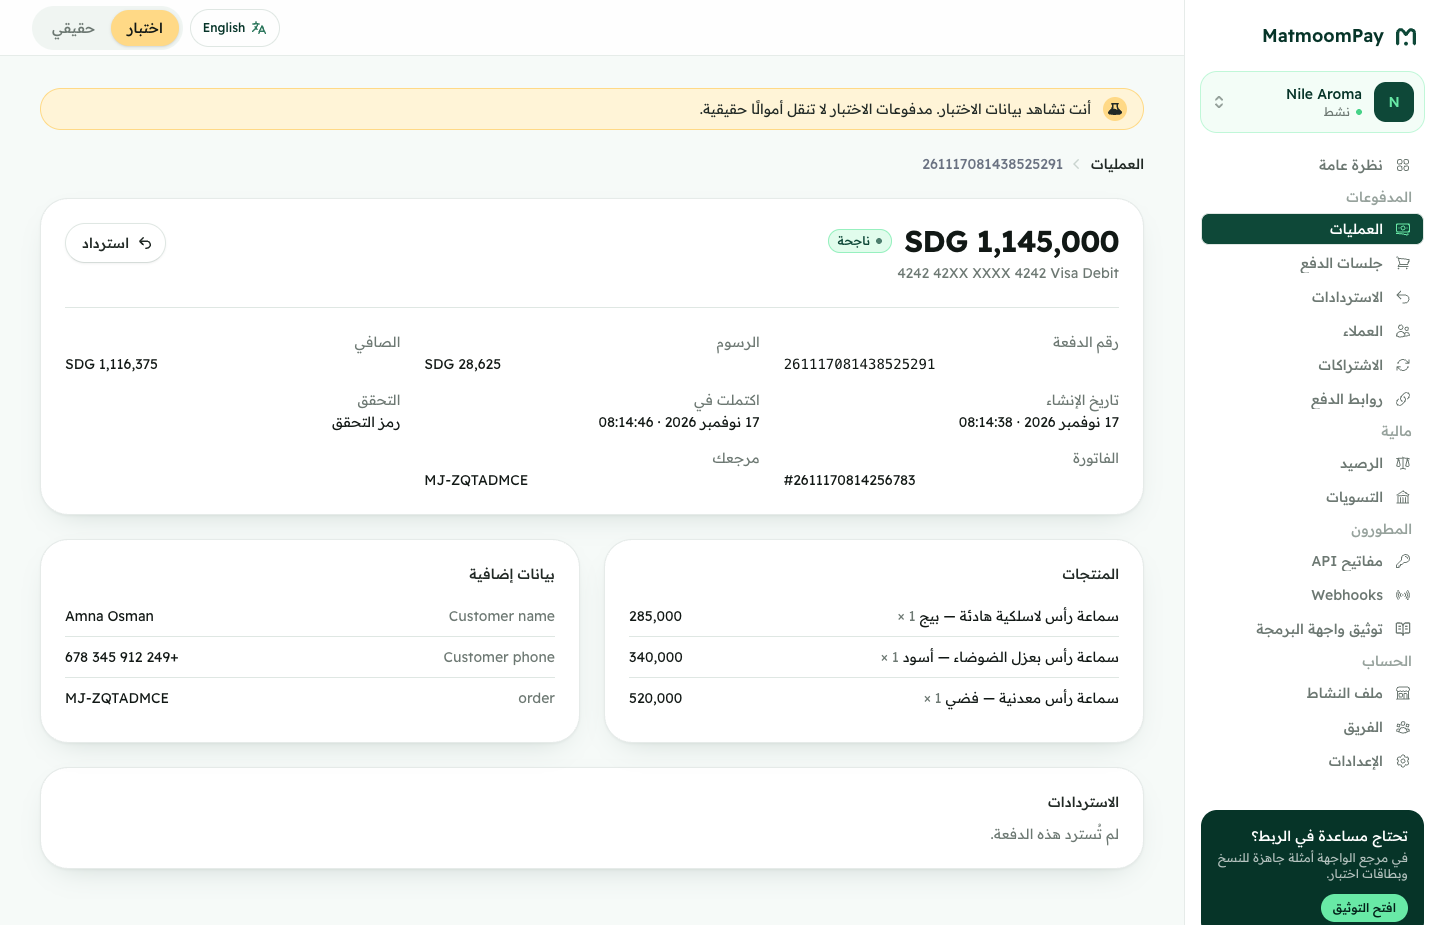 MatmoomPay
Nile Aroma
نشط
N
نظرة عامة
المدفوعات
العمليات
جلسات الدفع
الاستردادات
العملاء
الاشتراكات
روابط الدفع
مالية
الرصيد
التسويات
المطورون
مفاتيح API
Webhooks
توثيق واجهة البرمجة
الحساب
ملف النشاط
الفريق
الإعدادات
تحتاج مساعدة في الربط؟
في مرجع الواجهة أمثلة جاهزة للنسخ
وبطاقات اختبار.
افتح التوثيق
English
اختبار
حقيقي
أنت تشاهد بيانات الاختبار. مدفوعات الاختبار لا تنقل أموالًا حقيقية.
العمليات
261117081438525291
SDG 1,145,000
ناجحة
استرداد
4242 42XX XXXX 4242 Visa Debit
رقم الدفعة
261117081438525291
الرسوم
SDG 28,625
الصافي
SDG 1,116,375
تاريخ الإنشاء
17 نوفمبر 2026 · 08:14:38
اكتملت في
17 نوفمبر 2026 · 08:14:46
التحقق
رمز التحقق
الفاتورة
#2611170814256783
مرجعك
MJ-ZQTADMCE
المنتجات
سماعة رأس لاسلكية هادئة — بيج 1 ×
285,000
سماعة رأس بعزل الضوضاء — أسود 1 ×
340,000
سماعة رأس معدنية — فضي 1 ×
520,000
بيانات إضافية
Customer name
Amna Osman
Customer phone
678 345 912 249+
order
MJ-ZQTADMCE
الاستردادات
لم تُسترد هذه الدفعة.